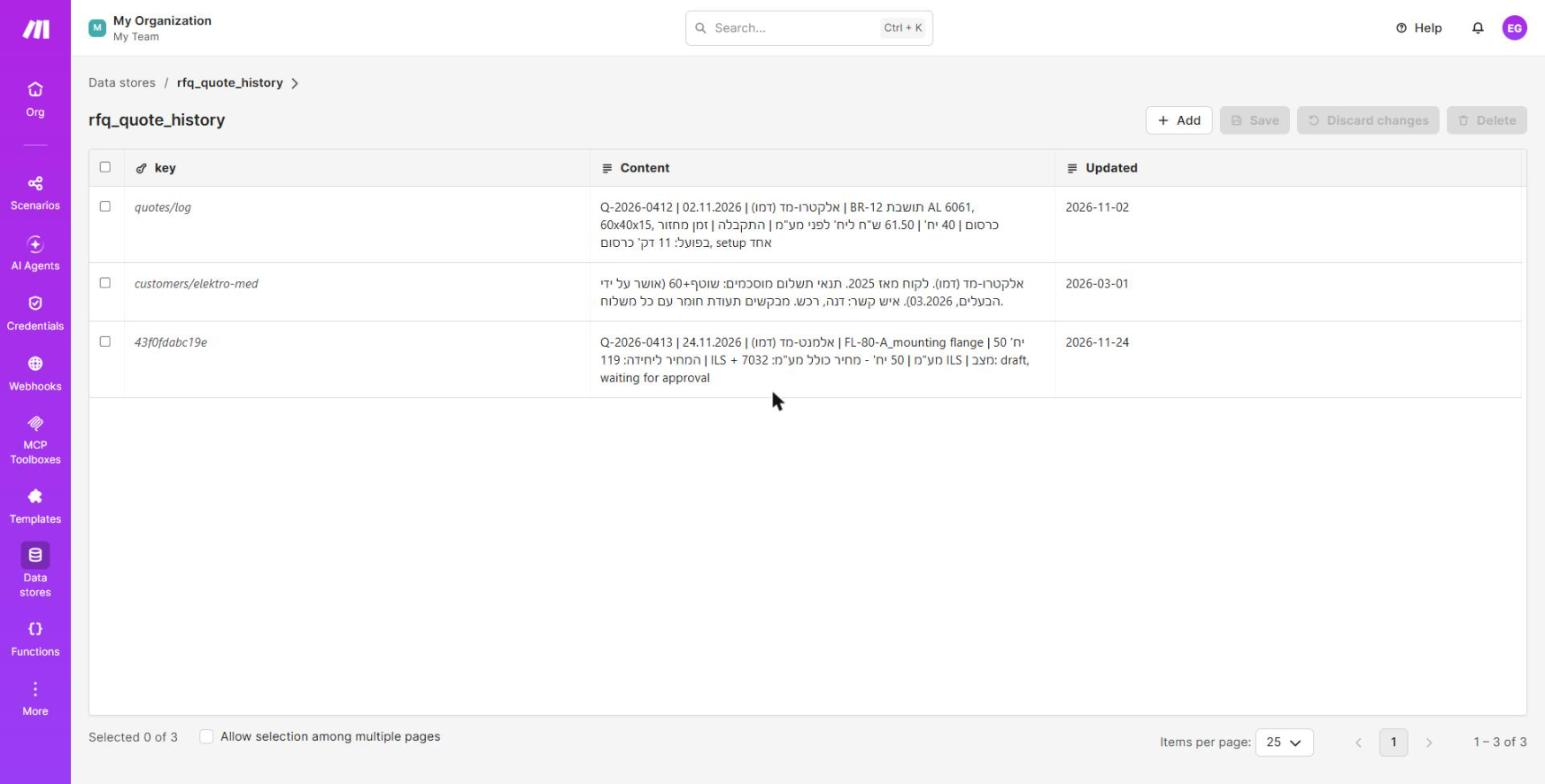 My Organization
My Team
Search...
Ctrl + K
Help
EG
M
Org
Scenarios
AI Agents
Credentials
Webhooks
MCP
Toolboxes
Templates
Data
stores
Functions
More
Data stores / rfq_quote_history
rfq_quote_history
+ Add
Save
Discard changes
Delete
key
Content
Updated
quotes/log
Q-2026-0412 | 02.11.2026 | אלקטרו-מד (דמו) | BR-12 תושבת AL 6061,
60x40x15, כרסום | 40 יח' | 61.50 ש"ח ליח' לפני מע"מ | התקבלה | זמן מחזור
בפועל: 11 דק' כרסום, setup אחד
2026-11-02
customers/elektro-med
אלקטרו-מד (דמו). לקוח מאז 2025. תנאי תשלום מוסכמים: שוטף+60 (אושר על ידי
הבעלים, 03.2026). איש קשר: דנה, רכש. מבקשים תעודת חומר עם כל משלוח.
2026-03-01
43f0fdabc19e
Q-2026-0413 | 24.11.2026 | אלמנט-מד (דמו) | FL-80-A_mounting flange | 50 יח'
המחיר ליחידה: 119 | ILS + מע"מ | 50 יח' - מחיר כולל מע"מ: 7032 ILS | מצב: draft,
waiting for approval
2026-11-24
Selected 0 of 3
Allow selection among multiple pages
Items per page: 25
1
1 – 3 of 3